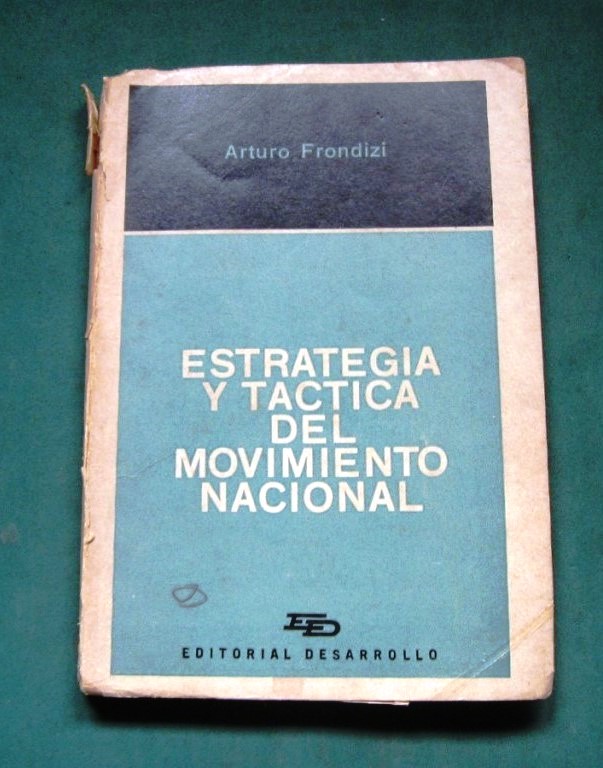 Arturo Frondizi
ESTRATEGIA
Y TACTICA
DEL
MOVIMIENTO
NACIONAL
ED
EDITORIAL DESARROLLO